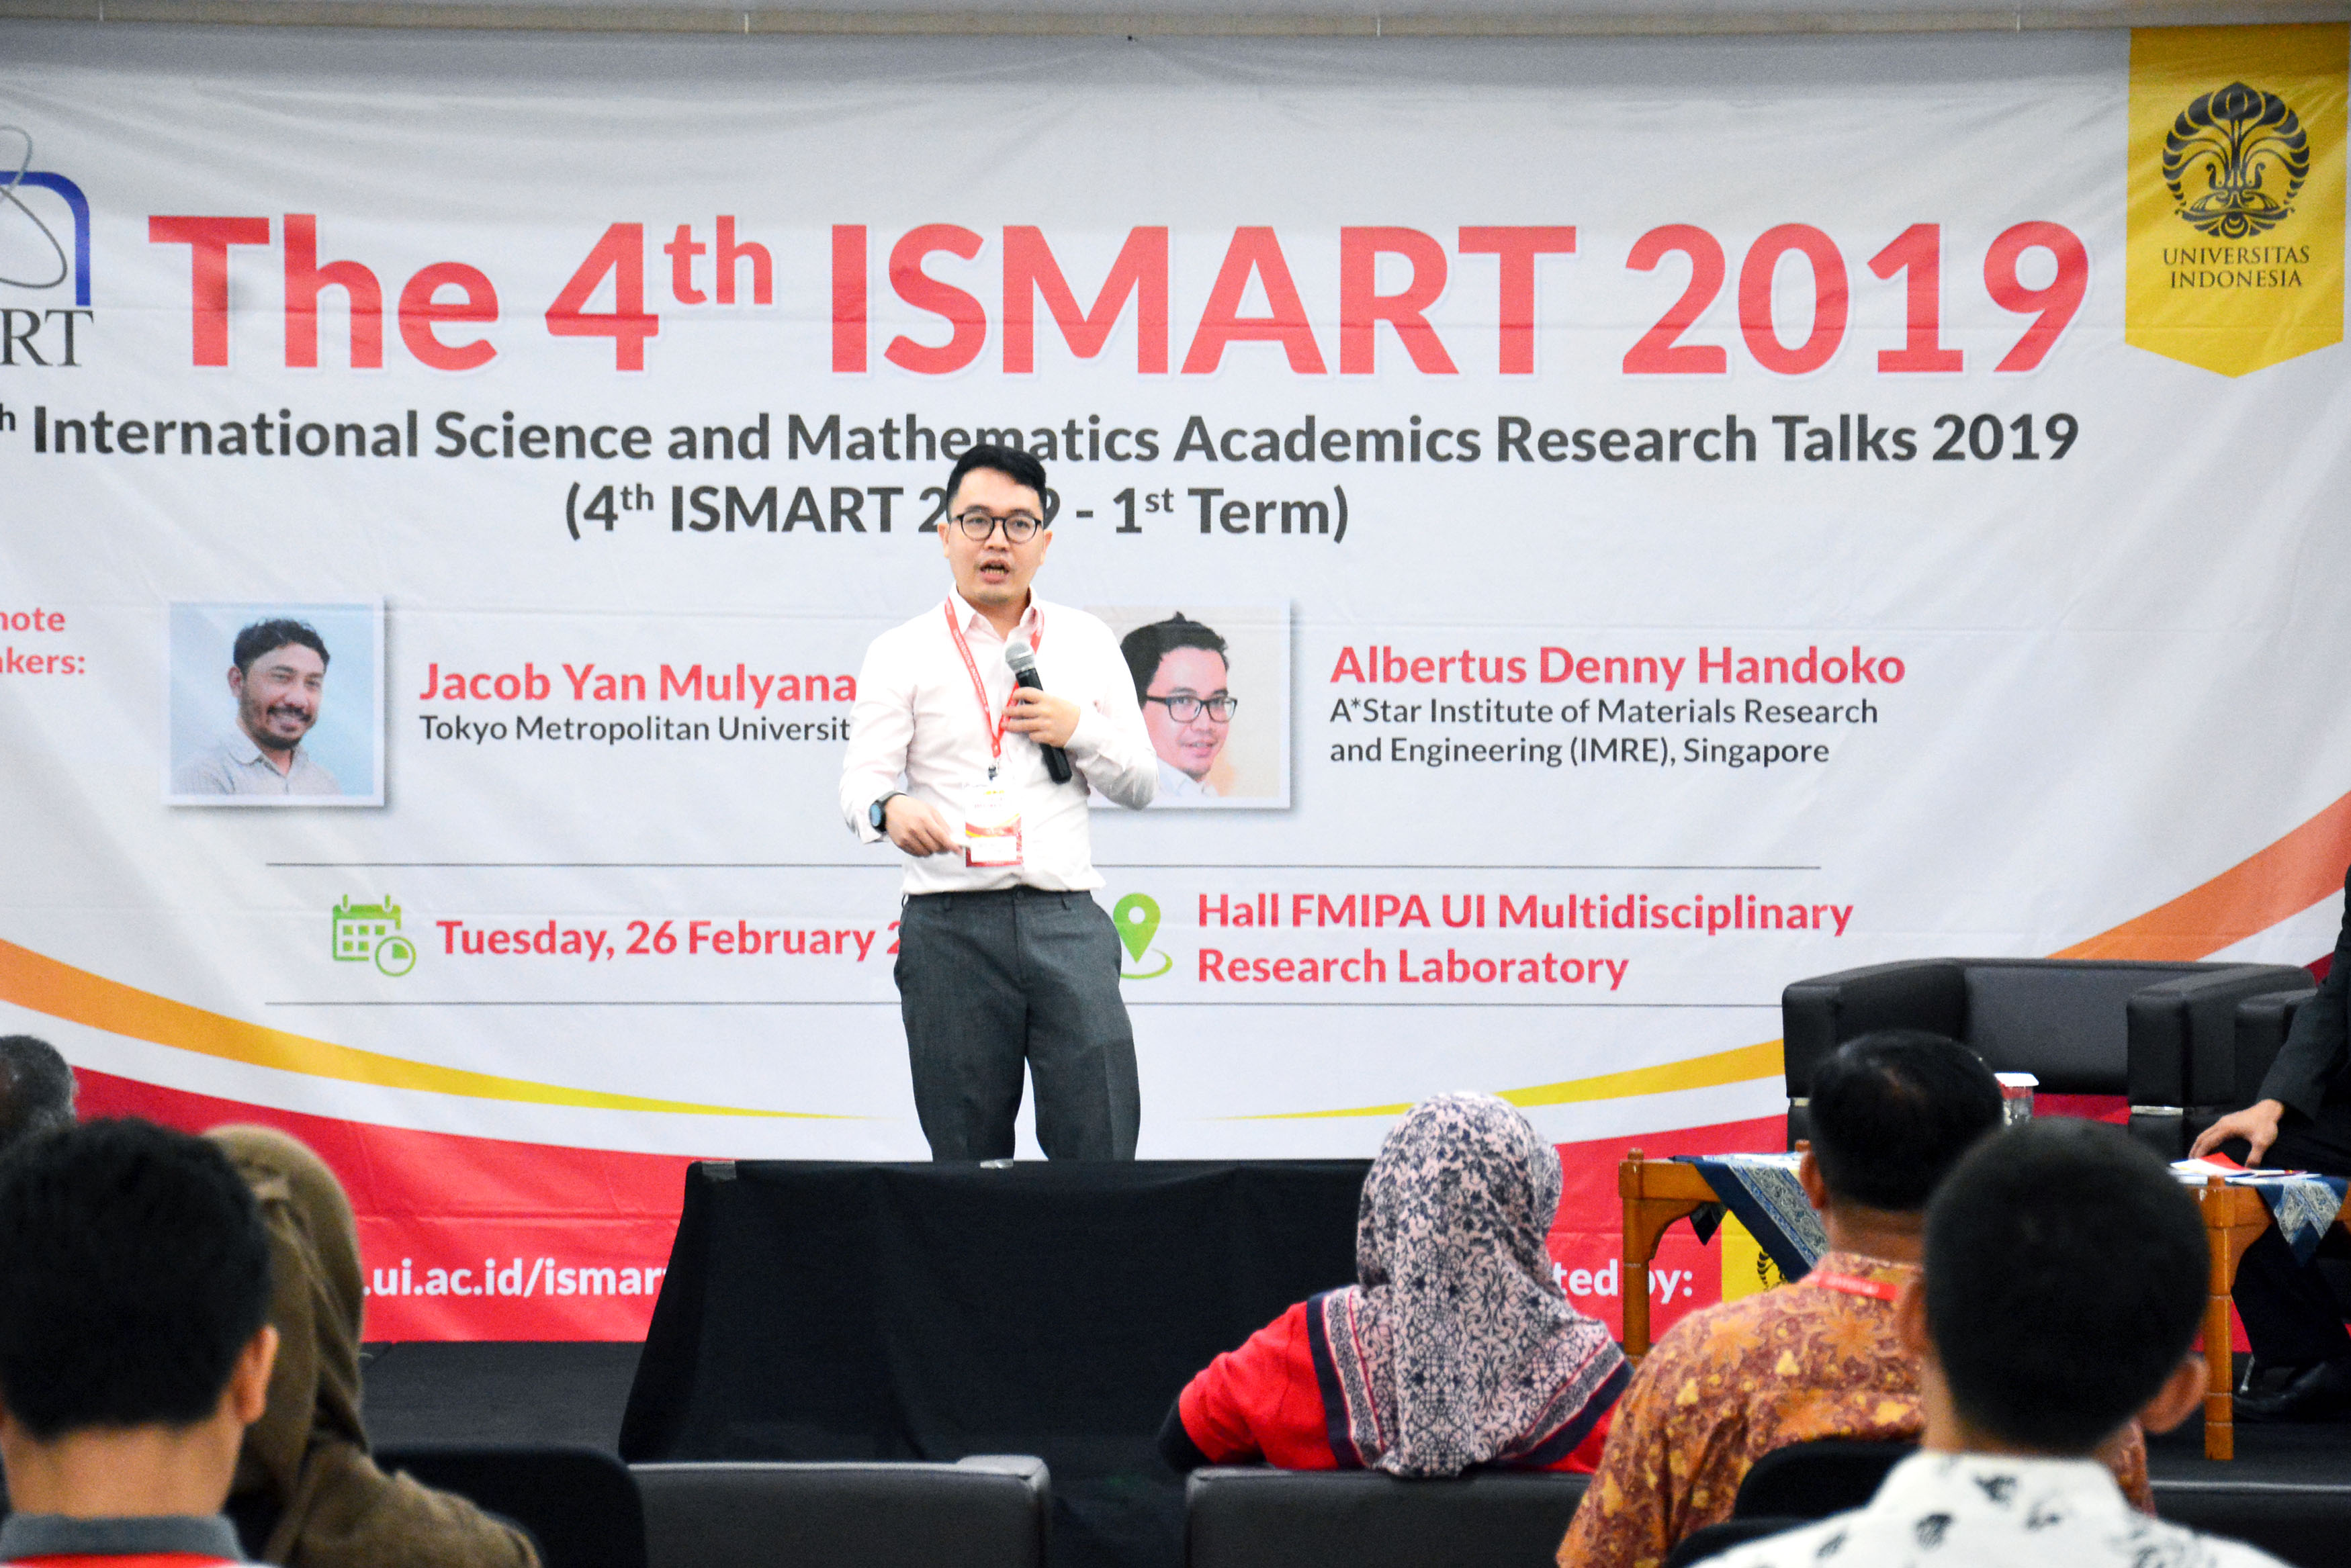 RT
The 4th ISMART 2019
UNIVERSITAS
INDONESIA
h International Science and Mathematics Academics Research Talks 2019
(4th ISMART 2 9 - 1st Term)
note
akers:
Jacob Yan Mulyana
Tokyo Metropolitan Universit
Albertus Denny Handoko
A*Star Institute of Materials Research
and Engineering (IMRE), Singapore
Tuesday, 26 February 2
Hall FMIPA UI Multidisciplinary
Research Laboratory
.ui.ac.id/ismar
ted by: